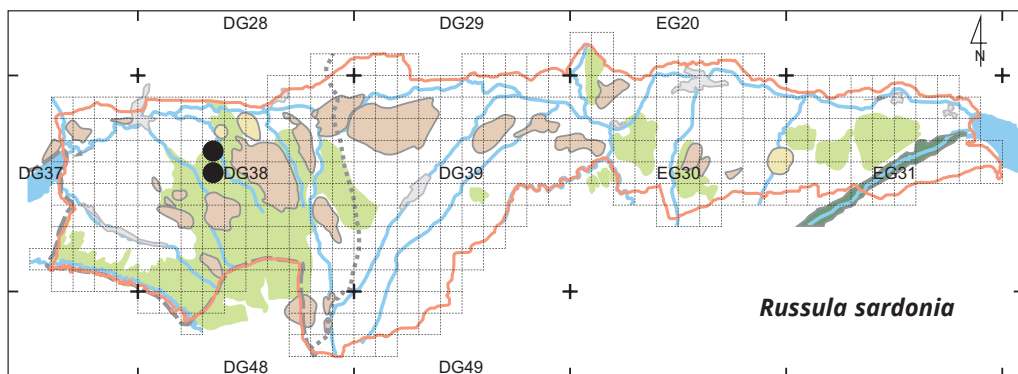 DG28 DG29 EG20
N
DG37 DG38 DG39 EG30 EG31
Russula sardonia
DG48 DG49